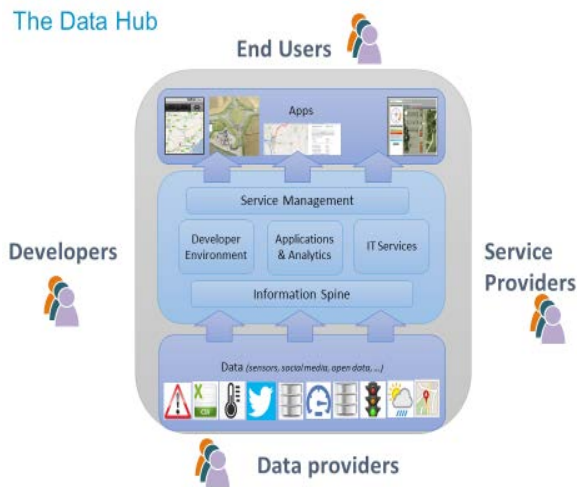 The Data Hub
End Users
Apps
Service Management
Developers
Developer
Environment
Applications
& Analytics
IT Services
Service
Providers
Information Spine
Data (sensors, social media, open data, ...)
X
CSV
Data providers